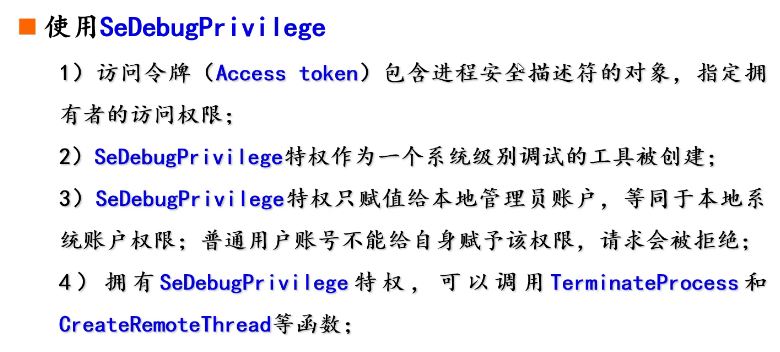 使用SeDebugPrivilege
1）访问令牌（Access token）包含进程安全描述符的对象，指定拥
有者的访问权限；
2）SeDebugPrivilege特权作为一个系统级别调试的工具被创建；
3）SeDebugPrivilege特权只赋值给本地管理员账户，等同于本地系
统账户权限；普通用户账号不能给自身赋予该权限，请求会被拒绝；
4）拥有SeDebugPrivilege特权，可以调用TerminateProcess和
CreateRemoteThread等函数；